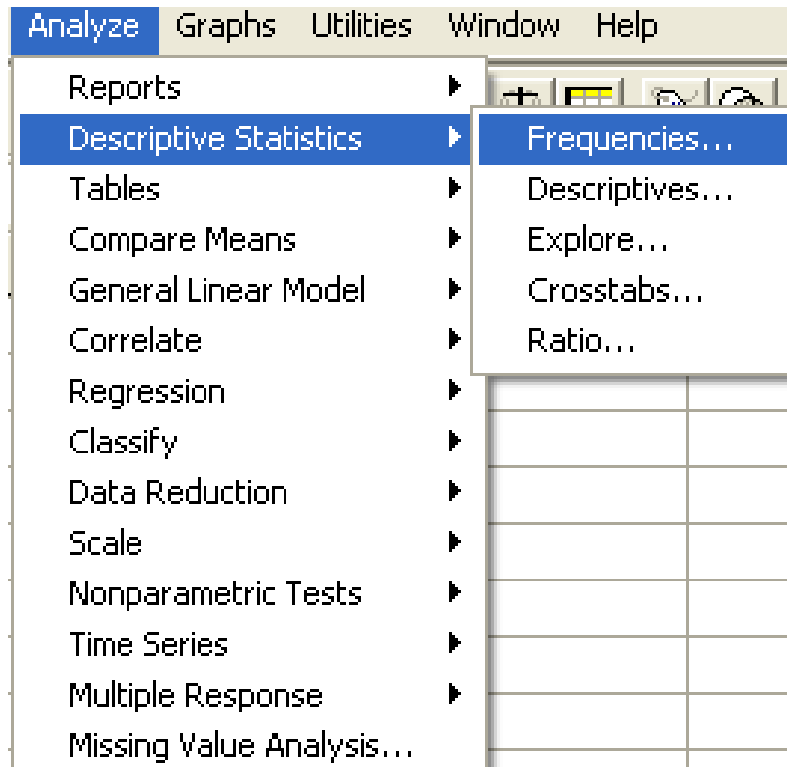 Analyze Graphs Utilities Window Help
Reports
Descriptive Statistics
Tables
Compare Means
General Linear Model
Correlate
Regression
Classify
Data Reduction
Scale
Nonparametric Tests
Time Series
Multiple Response
Missing Value Analysis...
Frequencies...
Descriptives...
Explore...
Crosstabs...
Ratio...